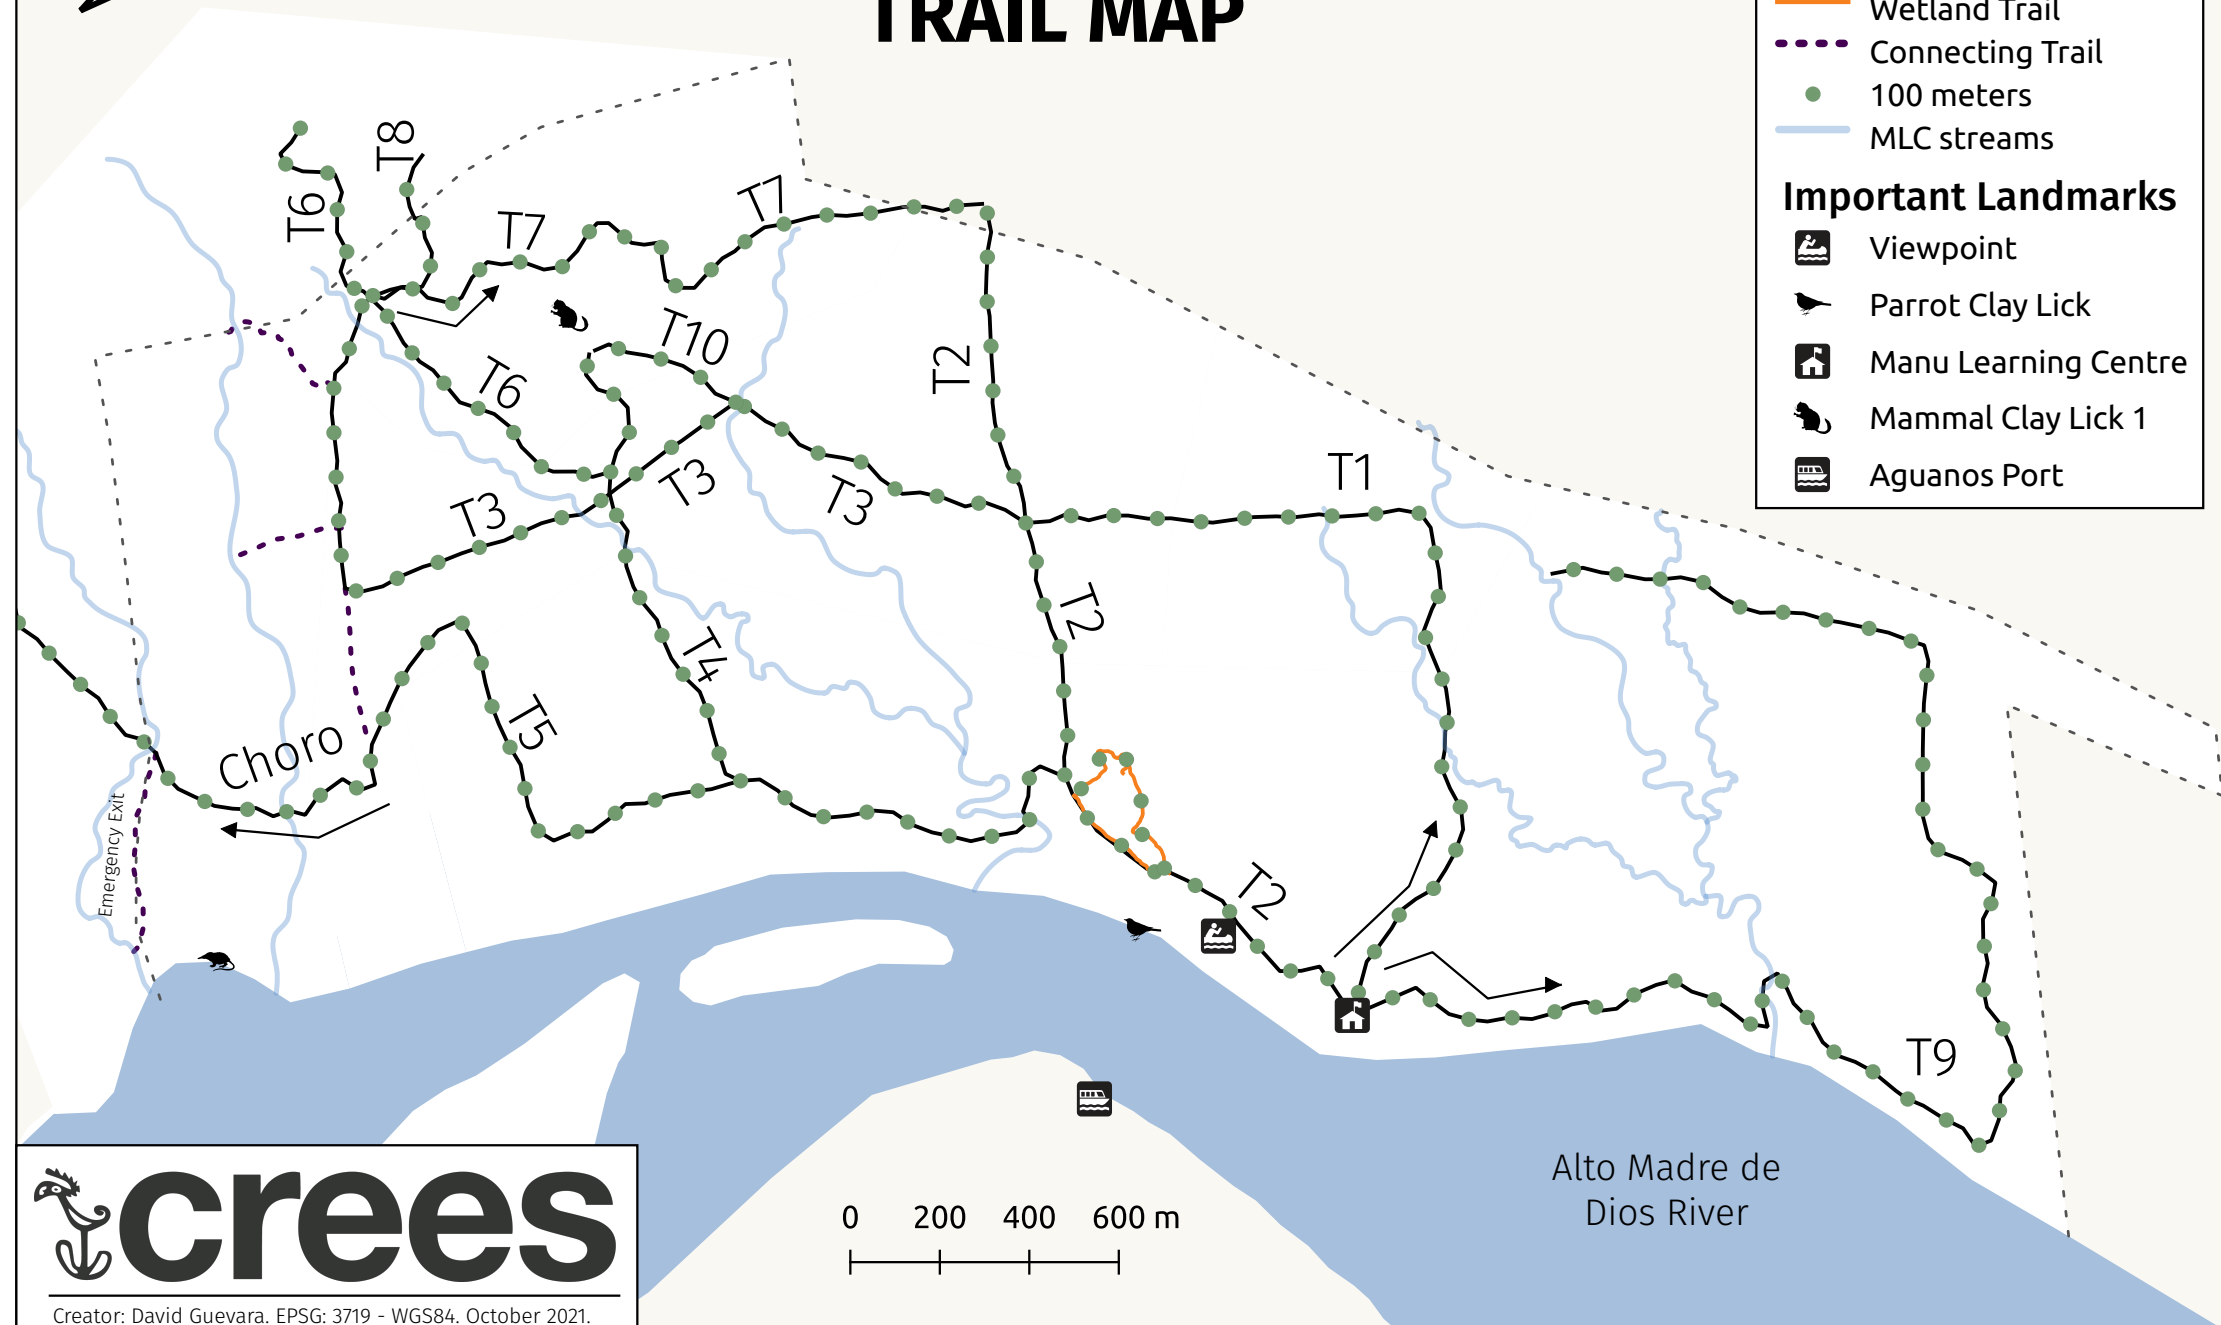 TRAIL MAP
Wetland Trail
Connecting Trail
100 meters
MLC streams
Important Landmarks
Viewpoint
Parrot Clay Lick
Manu Learning Centre
Mammal Clay Lick 1
Aguanos Port
T8
T6
T7
T7
T10
T6
T2
T3
T3
T3
T1
T2
T4
T5
Choro
Emergency Exit
T2
T9
Alto Madre de
Dios River
0 200 400 600 m
crees
Creator: David Guevara. EPSG: 3719 - WGS84. October 2021.